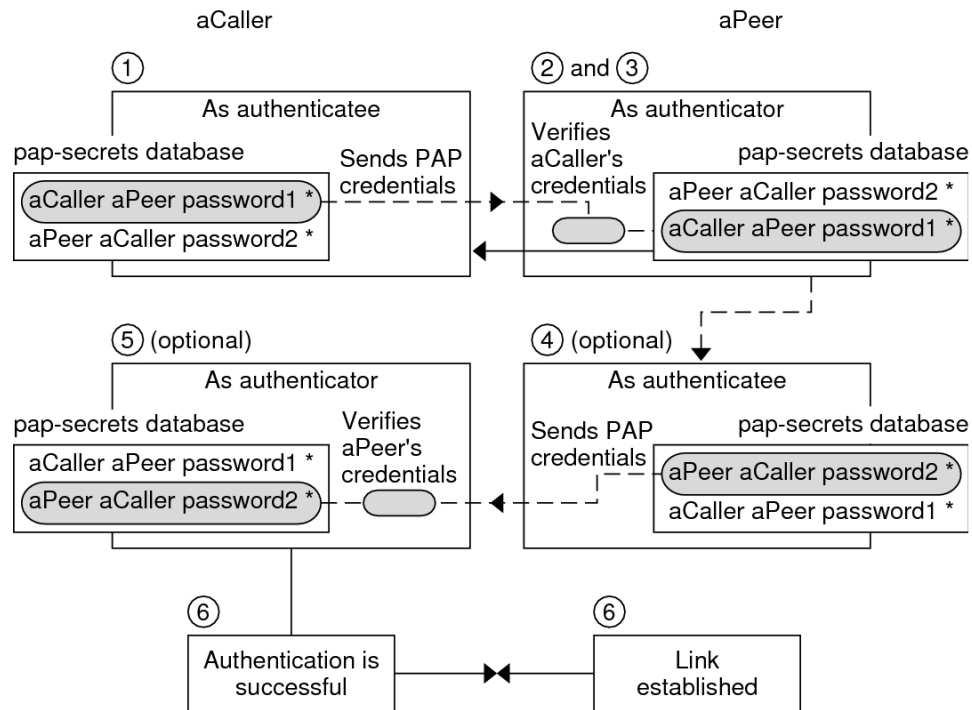 aCaller
aPeer
1
2 and 3
As authenticatee
As authenticator
pap-secrets database
Sends PAP
credentials
aCaller aPeer password1 *
aPeer aCaller password2 *
Verifies
aCaller's
credentials
pap-secrets database
aPeer aCaller password2 *
aCaller aPeer password1 *
5 (optional)
4 (optional)
As authenticator
As authenticatee
pap-secrets database
Verifies
aPeer's
credentials
aCaller aPeer password1 *
aPeer aCaller password2 *
Sends PAP
credentials
pap-secrets database
aPeer aCaller password2 *
aCaller aPeer password1 *
6
6
Authentication is
successful
Link
established